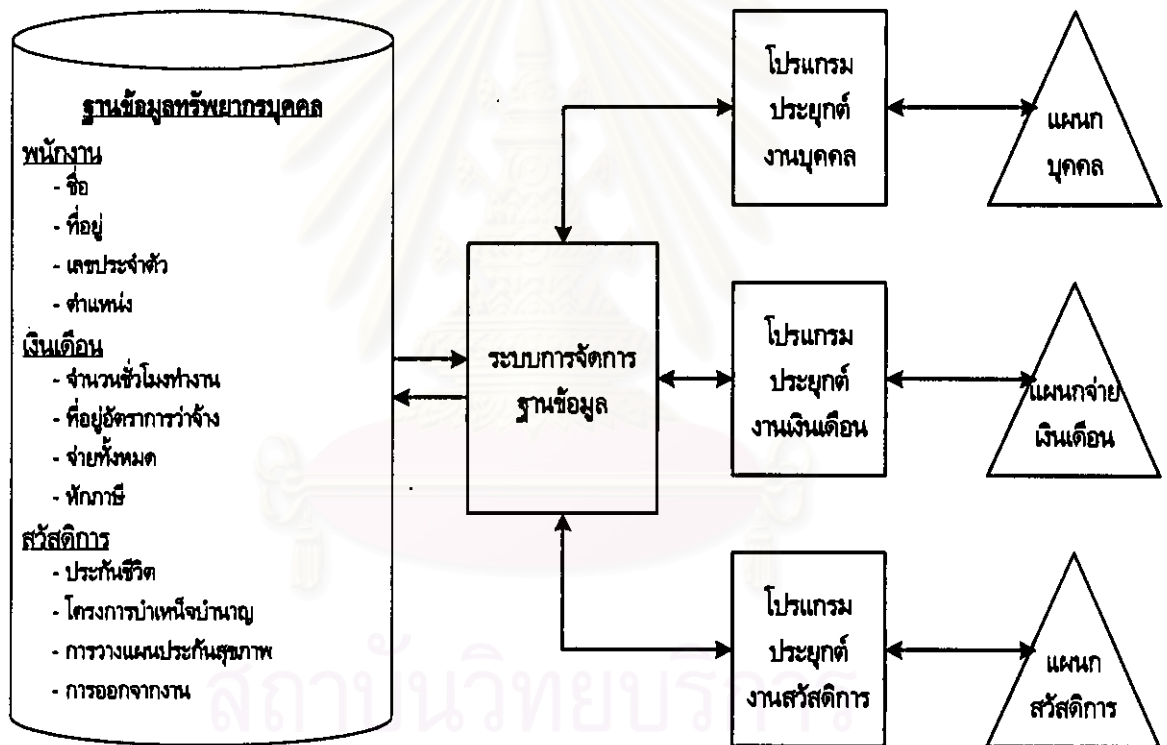 ฐานข้อมูลทรัพยากรบุคคล
พนักงาน
- ชื่อ
- ที่อยู่
- เลขประจำตัว
- ตำแหน่ง
เงินเดือน
- จำนวนชั่วโมงทำงาน
- ที่อยู่อัตราการว่าจ้าง
- จ่ายทั้งหมด
- หักภาษี
สวัสดิการ
- ประกันชีวิต
- โครงการบำเหน็จบำนาญ
- การวางแผนประกันสุขภาพ
- การออกจากงาน
ระบบการจัดการ
ฐานข้อมูล
โปรแกรม
ประยุกต์
งานบุคคล
แผนก
บุคคล
โปรแกรม
ประยุกต์
งานเงินเดือน
แผนกจ่าย
เงินเดือน
โปรแกรม
ประยุกต์
งานสวัสดิการ
แผนก
สวัสดิการ
สถาบันวิทยบริการ